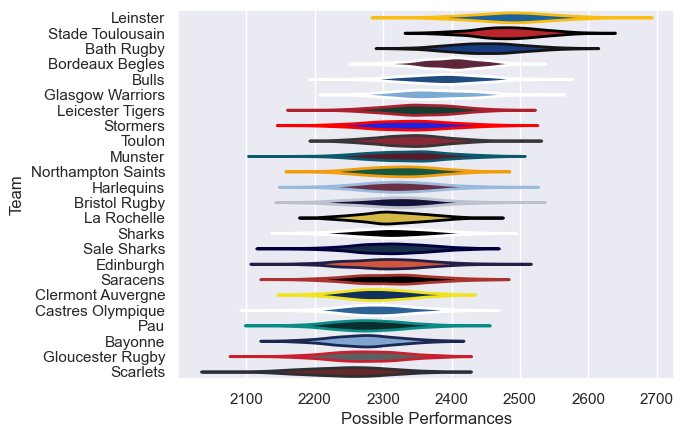 Leinster
Stade Toulousain
Bath Rugby
Bordeaux Begles
Bulls
Glasgow Warriors
Leicester Tigers
Stormers
Toulon
Munster
Northampton Saints
Harlequins
Bristol Rugby
La Rochelle
Sharks
Sale Sharks
Edinburgh
Saracens
Clermont Auvergne
Castres Olympique
Pau
Bayonne
Gloucester Rugby
Scarlets
Team
2100 2200 2300 2400 2500 2600 2700
Possible Performances